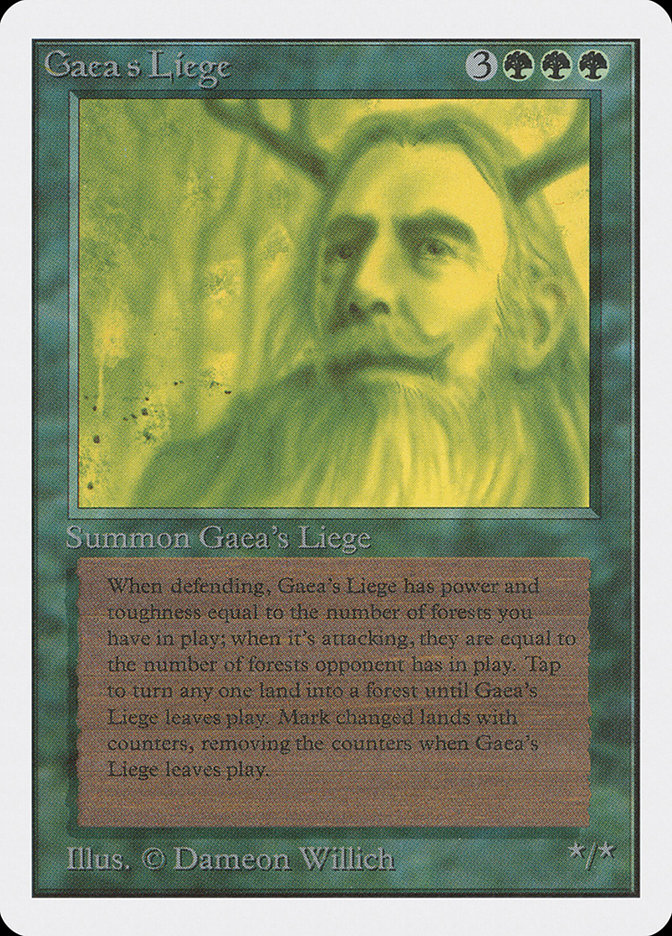 Gaea's Liege 3
Summon Gaea's Liege
When defending, Gaea's Liege has power and
toughness equal to the number of forests you
have in play; when it's attacking, they are equal to
the number of forests opponent has in play. Tap
to turn any one land into a forest until Gaea's
Liege leaves play. Mark changed lands with
counters, removing the counters when Gaea's
Liege leaves play.
Illus. © Dameon Willich */*